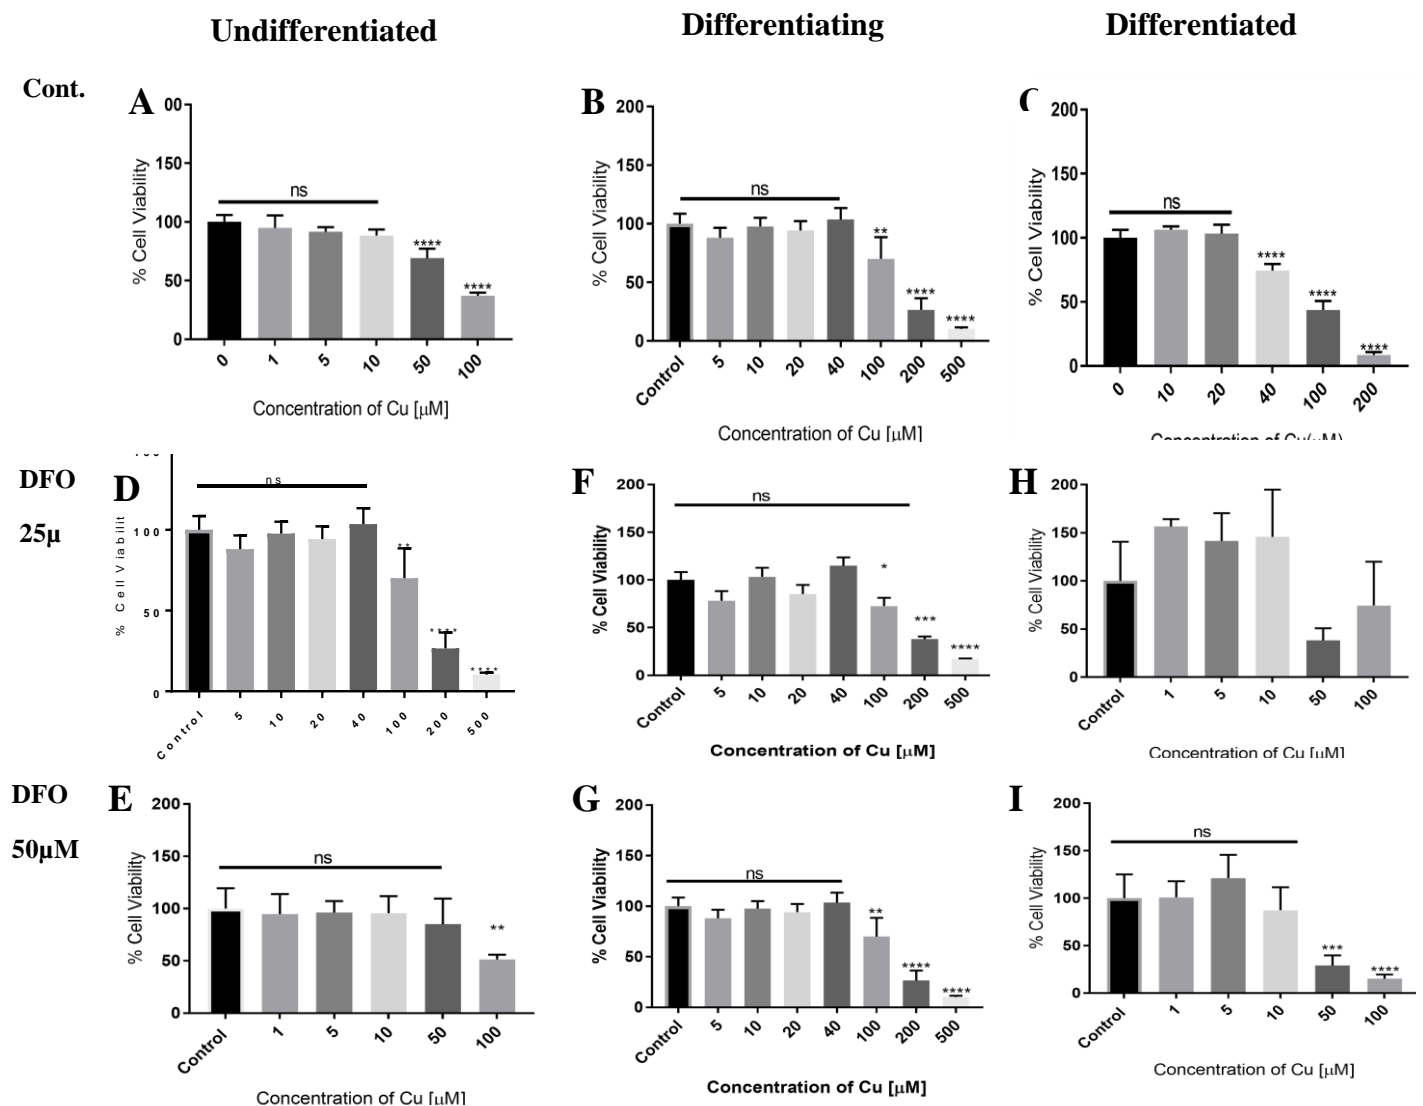 Undifferentiated
Differentiating
Differentiated
Cont.
A
00
150
100
50
0
% Cell Viability
ns
****
****
0
1
5
10
50
100
Concentration of Cu [μM]
B
200
150
100
50
0
% Cell Viability
ns
**
****
****
Control
5
10
20
40
100
200
500
Concentration of Cu [μM]
200
150
100
50
0
% Cell Viability
ns
****
****
****
0
10
20
40
100
200
Concentration of Cu(μM)
DFO
25μ
D
100
50
0
% Cell Viabilit
ns
**
****
****
Control
5
10
20
40
100
200
500
F
200
150
100
50
0
% Cell Viability
ns
*
***
****
Control
5
10
20
40
100
200
500
Concentration of Cu [μM]
H
200
150
100
50
0
% Cell Viability
Control
1
5
10
50
100
Concentration of Cu [μM]
DFO
50μM
E
200
150
100
50
0
% Cell Viability
ns
**
Control
1
5
10
50
100
Concentration of Cu [μM]
G
200
150
100
50
0
% Cell Viability
ns
**
****
****
Control
5
10
20
40
100
200
500
Concentration of Cu [μM]
I
200
150
100
50
0
% Cell Viability
ns
***
****
Control
1
5
10
50
100
Concentration of Cu [μM]